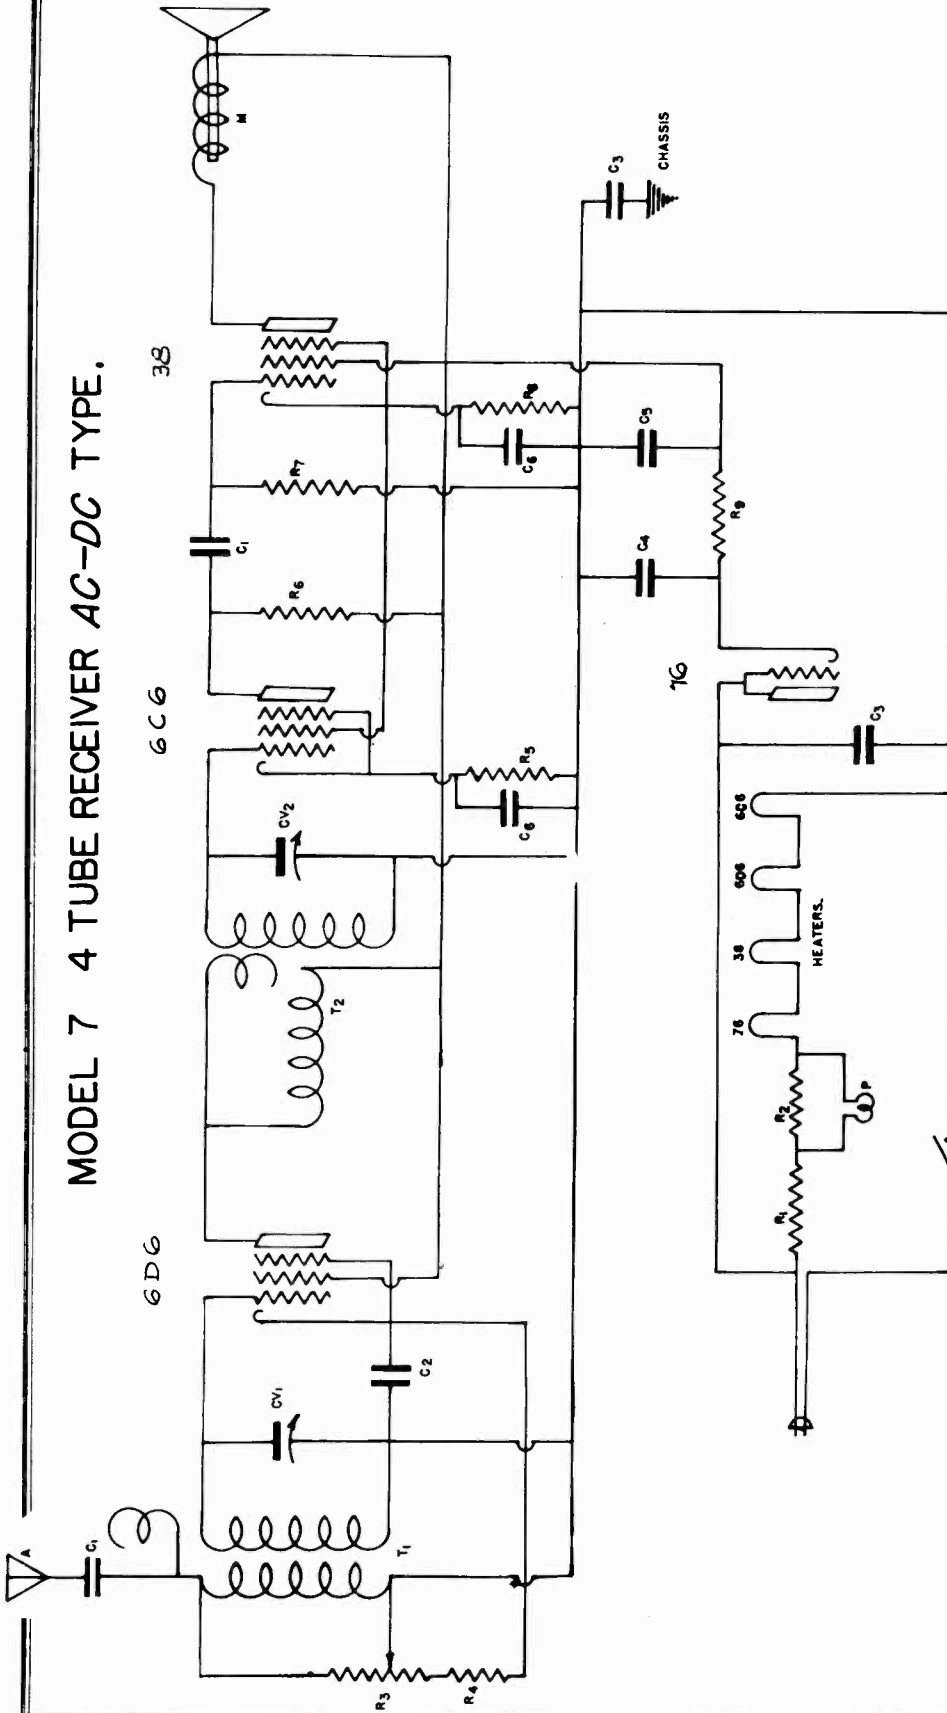 MODEL 7 4 TUBE RECEIVER AC-DC TYPE.
A
C1
6D6
6C6
38
M
CV1
CV2
C1
R6
R7
T1
T2
C2
R3
R4
C6
R5
C6
R8
C3
CHASSIS
C4
C5
R9
76
C3
R1
R2
P
76
38
6D6
6C6
HEATERS.